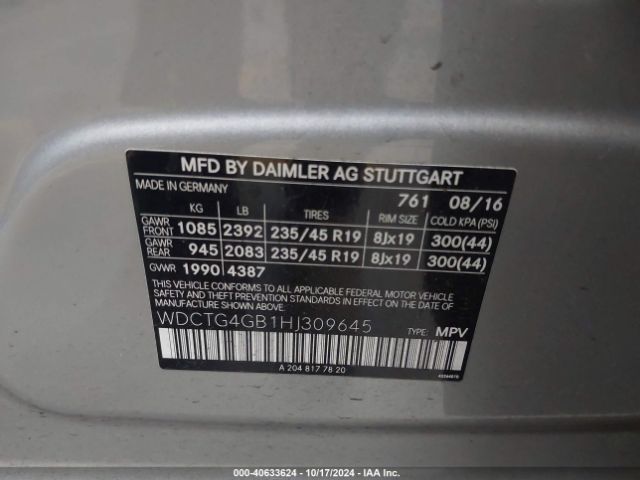 MFD BY DAIMLER AG STUTTGART
MADE IN GERMANY 761 08/16
KG LB TIRES RIM SIZE COLD KPA (PSI)
GAWR FRONT 1085 2392 235/45 R19 8Jx19 300(44)
GAWR REAR 945 2083 235/45 R19 8Jx19 300(44)
GVWR 1990 4387
THIS VEHICLE CONFORMS TO ALL APPLICABLE FEDERAL MOTOR VEHICLE
SAFETY AND THEFT PREVENTION STANDARDS IN EFFECT
ON THE DATE OF MANUFACTURE SHOWN ABOVE.
WDCTG4GB1HJ309645 TYPE: MPV
A 204 817 78 20
000-40633624 - 10/17/2024 - IAA Inc.